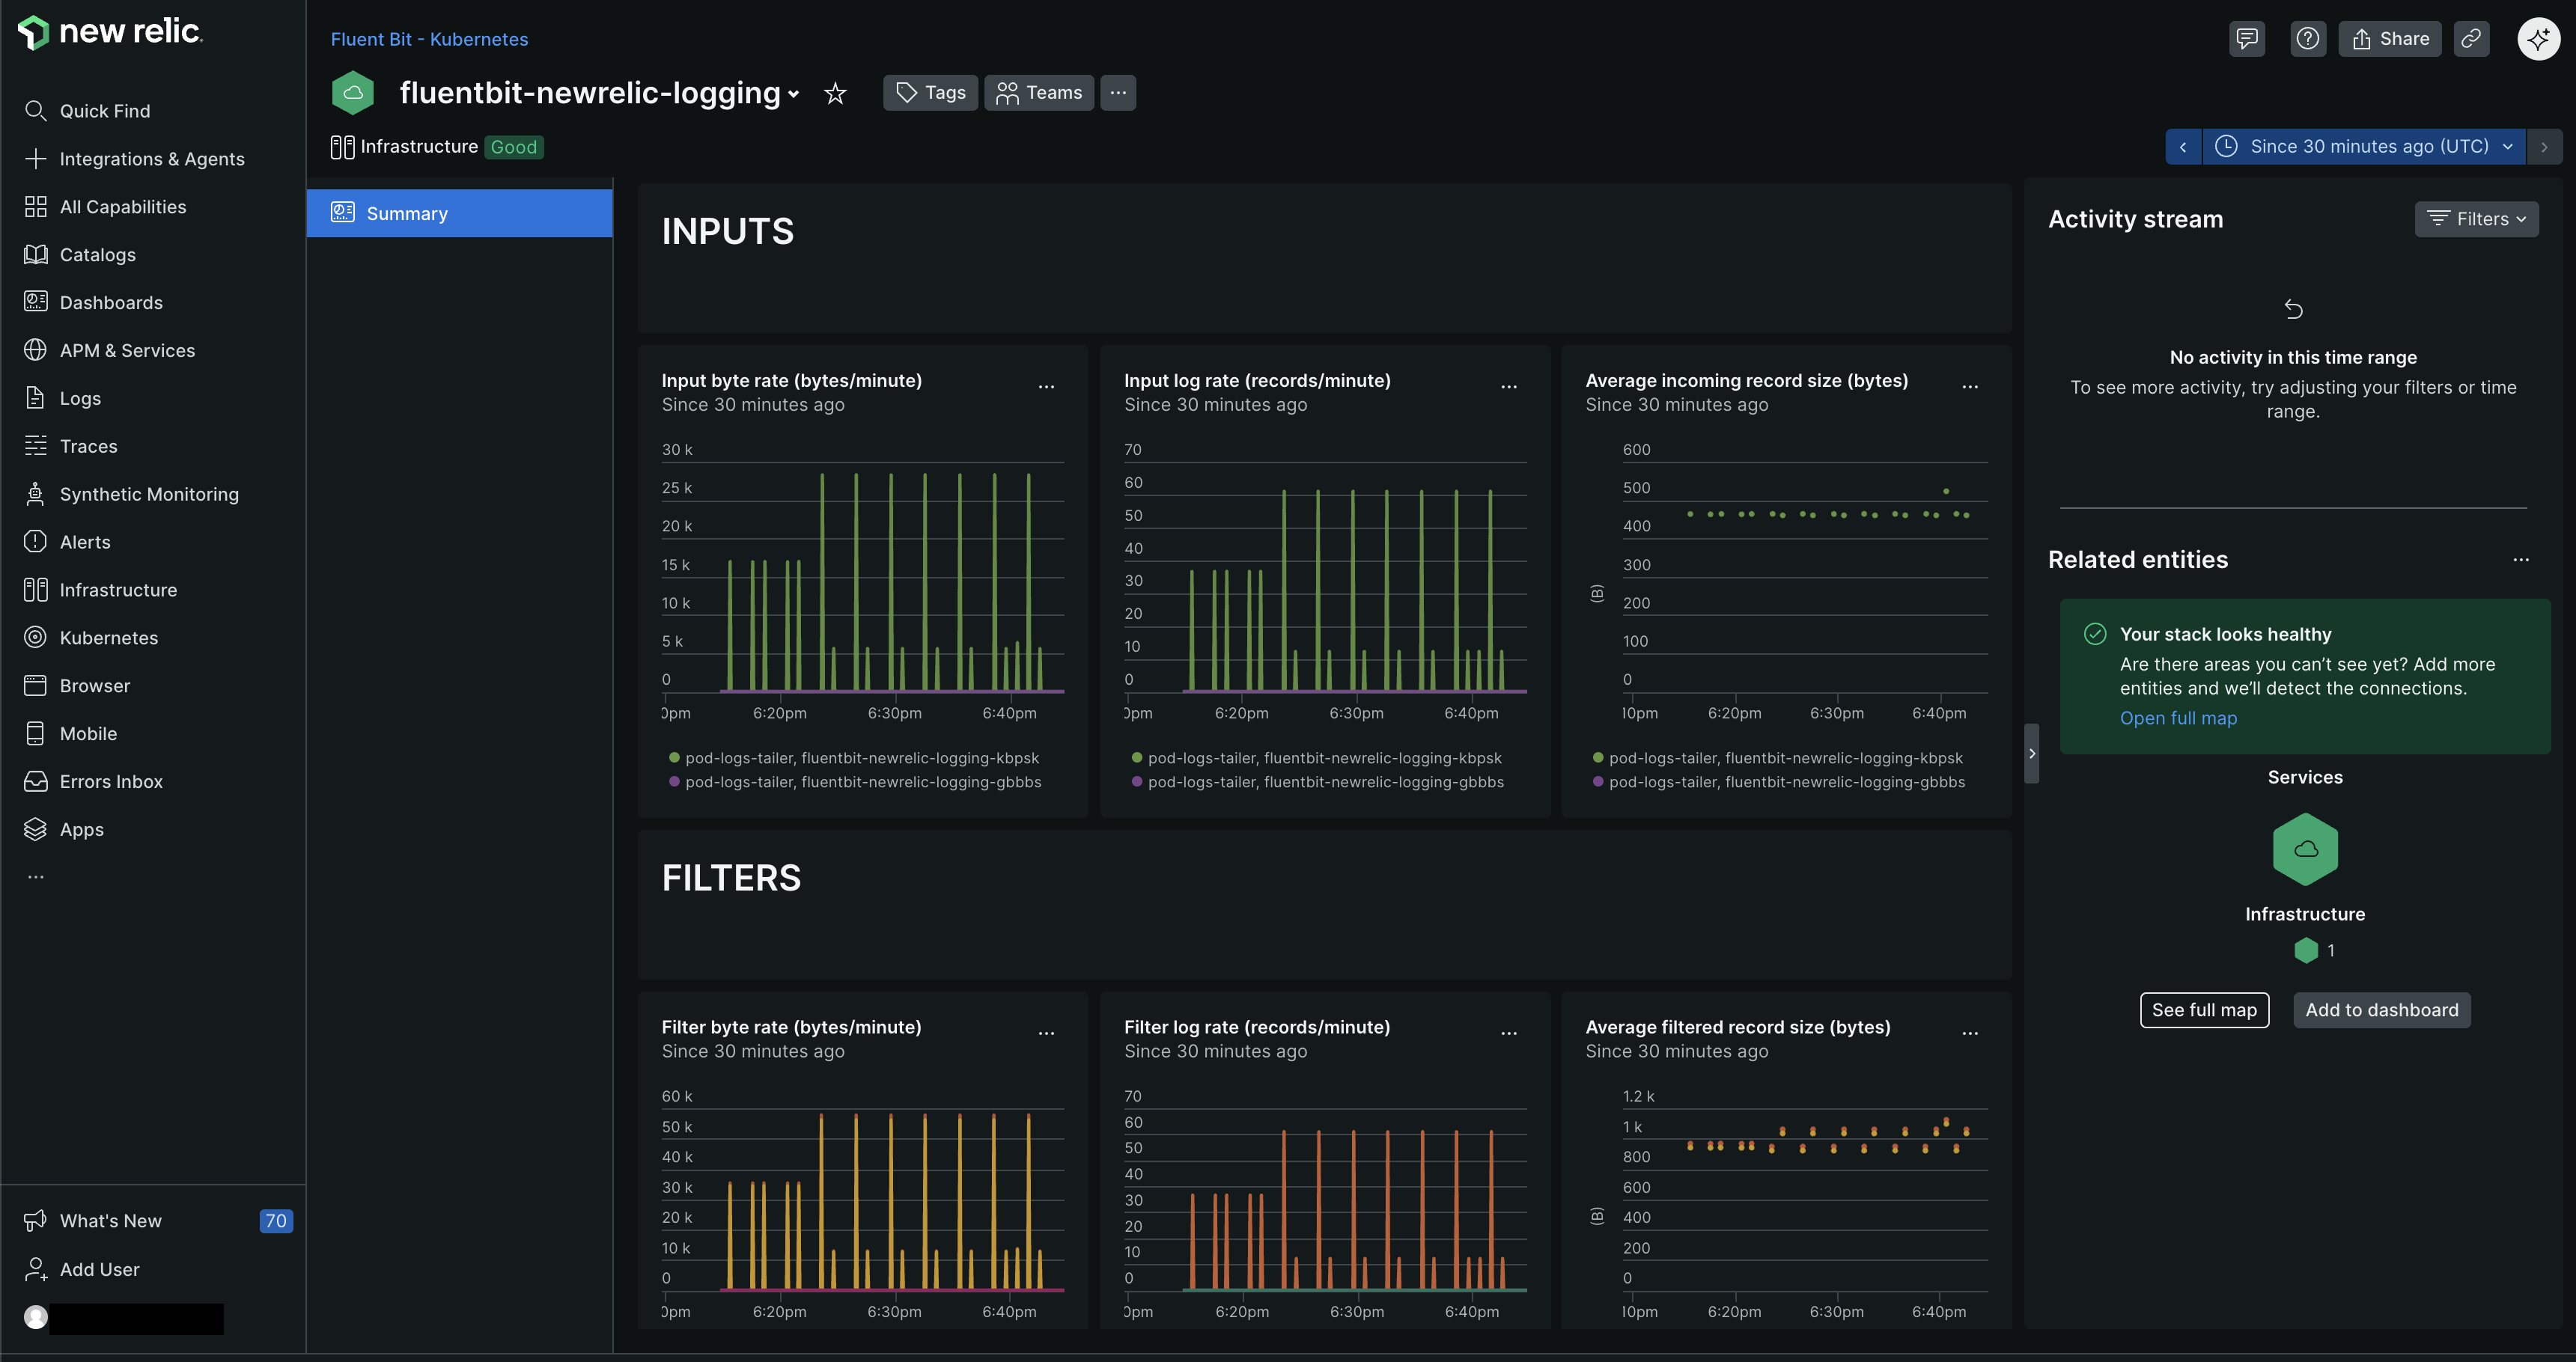 new relic
Quick Find
Integrations & Agents
All Capabilities
Catalogs
Dashboards
APM & Services
Logs
Traces
Synthetic Monitoring
Alerts
Infrastructure
Kubernetes
Browser
Mobile
Errors Inbox
Apps
...
What's New 70
Add User
Fluent Bit - Kubernetes
fluentbit-newrelic-logging
Tags
Teams
...
Infrastructure Good
Share
Since 30 minutes ago (UTC)
Summary
INPUTS
Input byte rate (bytes/minute)
Since 30 minutes ago
30 k
25 k
20 k
15 k
10 k
5 k
0
0pm 6:20pm 6:30pm 6:40pm
pod-logs-tailer, fluentbit-newrelic-logging-kbpsk
pod-logs-tailer, fluentbit-newrelic-logging-gbbbs
Input log rate (records/minute)
Since 30 minutes ago
70
60
50
40
30
20
10
0
0pm 6:20pm 6:30pm 6:40pm
pod-logs-tailer, fluentbit-newrelic-logging-kbpsk
pod-logs-tailer, fluentbit-newrelic-logging-gbbbs
Average incoming record size (bytes)
Since 30 minutes ago
600
500
400
300
200
100
0
(B)
10pm 6:20pm 6:30pm 6:40pm
pod-logs-tailer, fluentbit-newrelic-logging-kbpsk
pod-logs-tailer, fluentbit-newrelic-logging-gbbbs
FILTERS
Filter byte rate (bytes/minute)
Since 30 minutes ago
60 k
50 k
40 k
30 k
20 k
10 k
0
0pm 6:20pm 6:30pm 6:40pm
Filter log rate (records/minute)
Since 30 minutes ago
70
60
50
40
30
20
10
0
0pm 6:20pm 6:30pm 6:40pm
Average filtered record size (bytes)
Since 30 minutes ago
1.2 k
1 k
800
600
400
200
0
(B)
10pm 6:20pm 6:30pm 6:40pm
Activity stream
Filters
No activity in this time range
To see more activity, try adjusting your filters or time
range.
Related entities
...
Your stack looks healthy
Are there areas you can't see yet? Add more
entities and we'll detect the connections.
Open full map
Services
Infrastructure
1
See full map
Add to dashboard